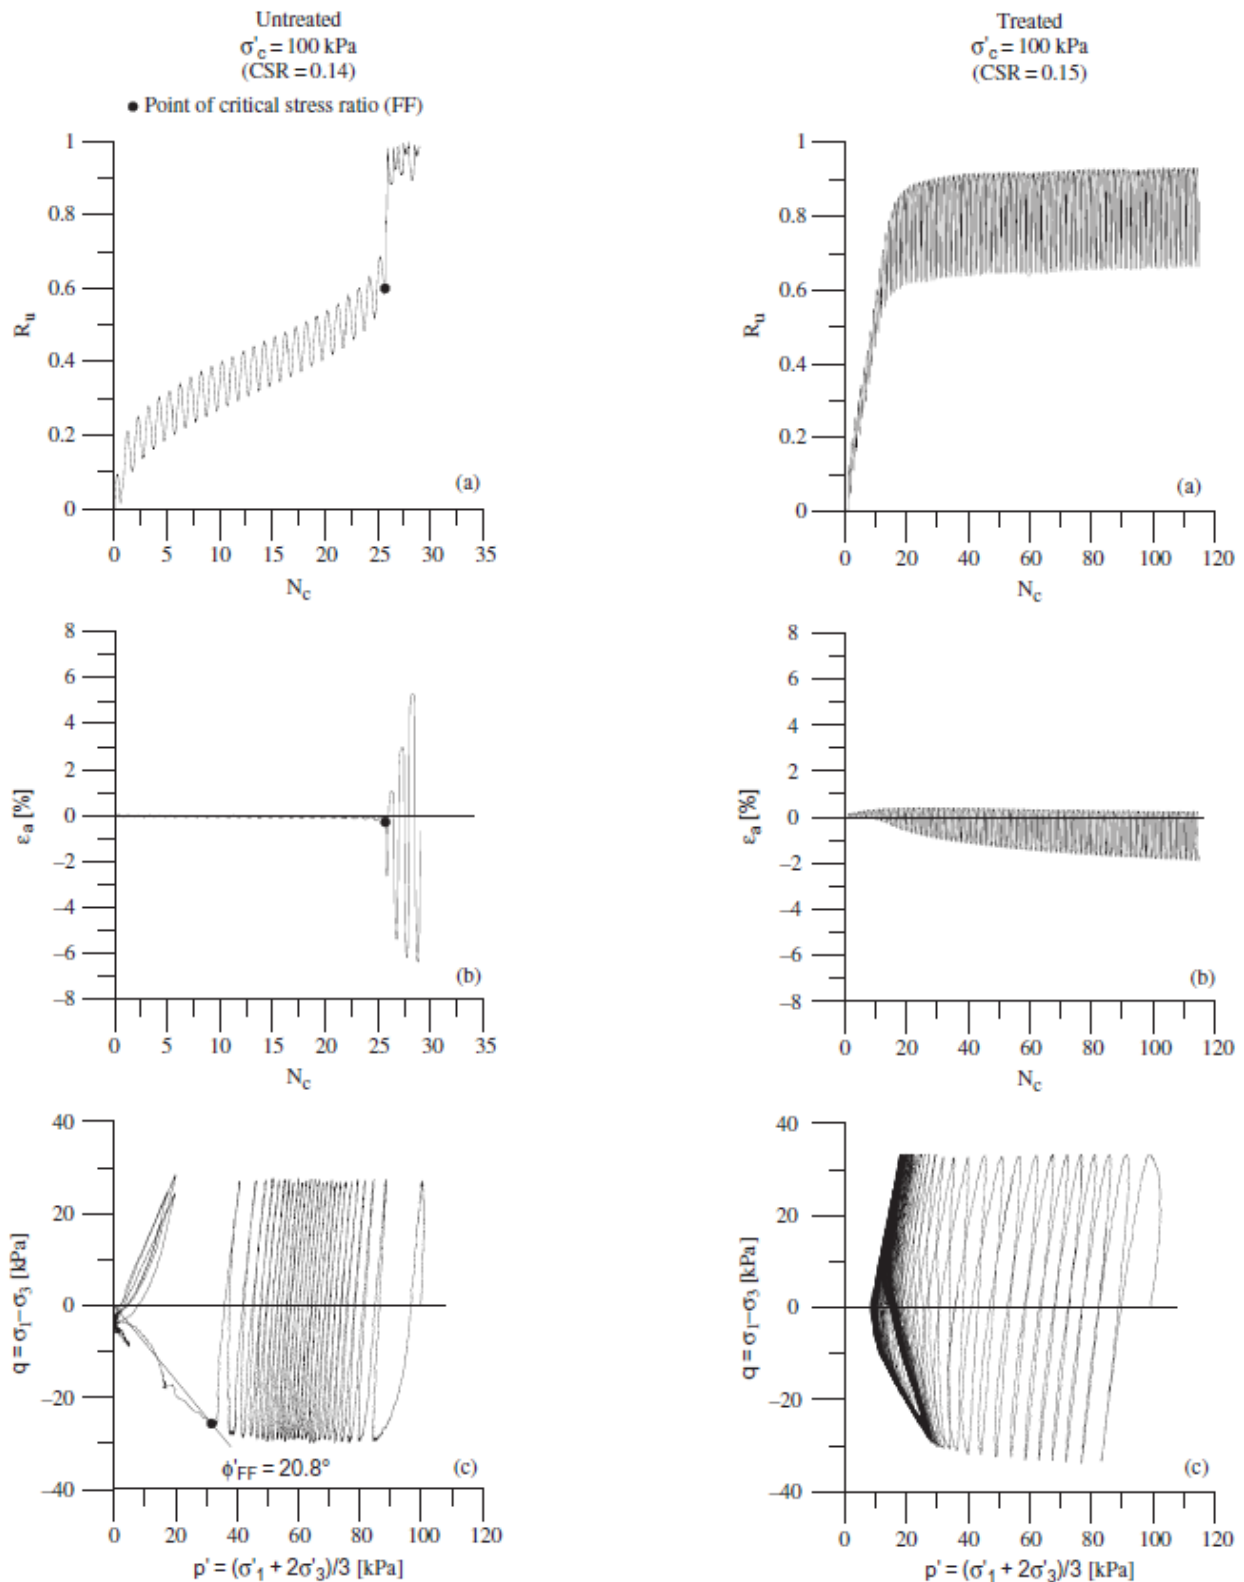 Untreated
σ'c = 100 kPa
(CSR = 0.14)
● Point of critical stress ratio (FF)
1
0.8
0.6
0.4
0.2
0
Ru
(a)
0 5 10 15 20 25 30 35
Nc
8
6
4
2
0
–2
–4
–6
–8
εa [%]
(b)
0 5 10 15 20 25 30 35
Nc
40
20
0
–20
–40
q = σ1–σ3 [kPa]
ϕ'FF = 20.8°
(c)
0 20 40 60 80 100 120
p' = (σ'1 + 2σ'3)/3 [kPa]
Treated
σ'c = 100 kPa
(CSR = 0.15)
1
0.8
0.6
0.4
0.2
0
Ru
(a)
0 20 40 60 80 100 120
Nc
8
6
4
2
0
–2
–4
–6
–8
εa [%]
(b)
0 20 40 60 80 100 120
Nc
40
20
0
–20
–40
q = σ1–σ3 [kPa]
(c)
0 20 40 60 80 100 120
p' = (σ'1 + 2σ'3)/3 [kPa]